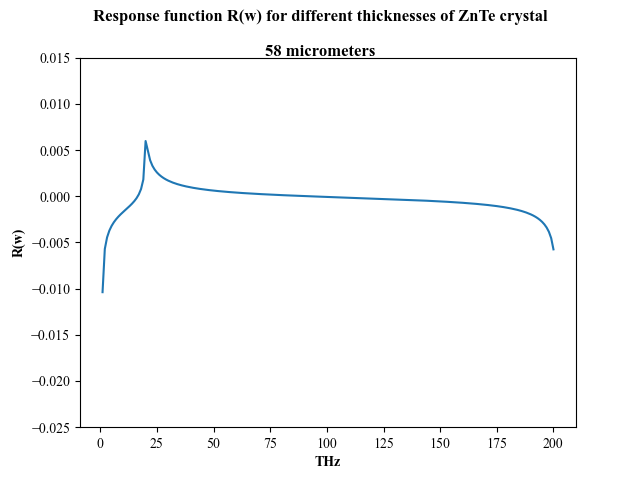 Response function R(w) for different thicknesses of ZnTe crystal
58 micrometers
0.015
0.010
0.005
0.000
−0.005
−0.010
−0.015
−0.020
−0.025
R(w)
0 25 50 75 100 125 150 175 200
THz